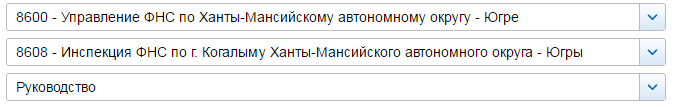 8600 - Управление ФНС по Ханты-Мансийскому автономному округу - Югре
8608 - Инспекция ФНС по г. Когалыму Ханты-Мансийского автономного округа - Югры
Руководство